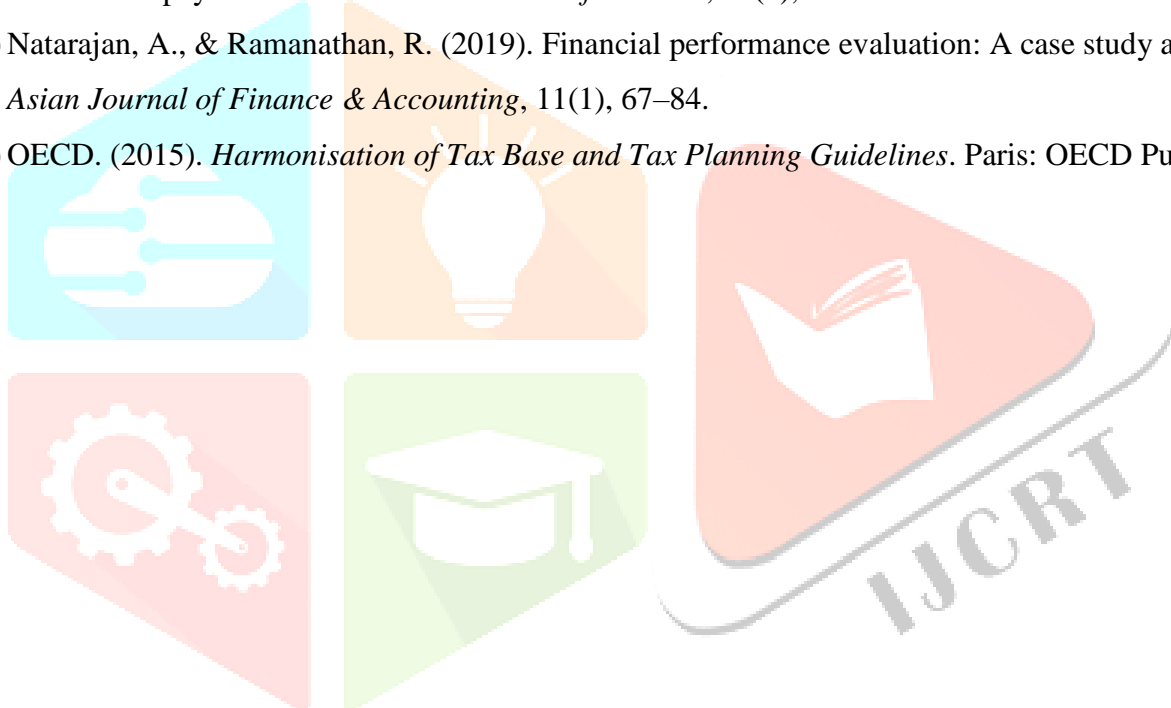 Natarajan, A., & Ramanathan, R. (2019). Financial performance evaluation: A case study a
Asian Journal of Finance & Accounting, 11(1), 67–84.
OECD. (2015). Harmonisation of Tax Base and Tax Planning Guidelines. Paris: OECD Pu
IJCRT